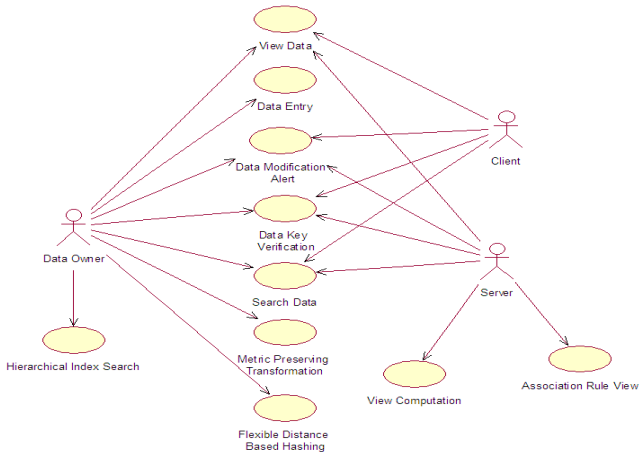 View Data
Data Entry
Client
Data Modification
Alert
Data Key
Verification
Data Owner
Server
Search Data
Hierarchical Index Search
Metric Preserving
Transformation
View Computation
Association Rule View
Flexible Distance
Based Hashing